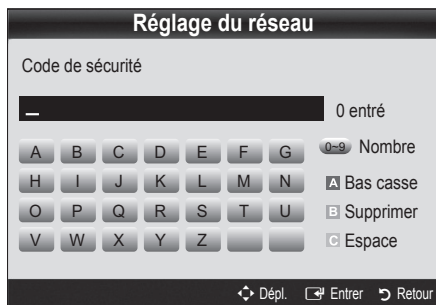 Réglage du réseau
Code de sécurité
_ 0 entré
A B C D E F G 0~9 Nombre
H I J K L M N A Bas casse
O P Q R S T U B Supprimer
V W X Y Z C Espace
Dépl. Entrer Retour